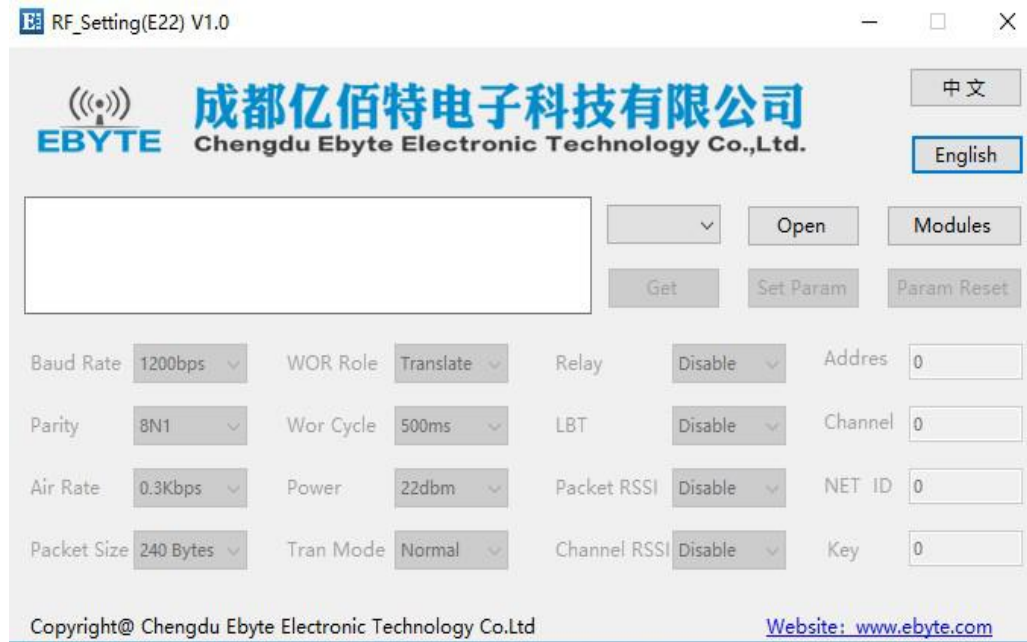 RF_Setting(E22) V1.0
中文
EBYTE
成都亿佰特电子科技有限公司
Chengdu Ebyte Electronic Technology Co.,Ltd.
English
Open
Modules
Get
Set Param
Param Reset
Baud Rate 1200bps WOR Role Translate Relay Disable Addres 0
Parity 8N1 Wor Cycle 500ms LBT Disable Channel 0
Air Rate 0.3Kbps Power 22dbm Packet RSSI Disable NET ID 0
Packet Size 240 Bytes Tran Mode Normal Channel RSSI Disable Key 0
Copyright@ Chengdu Ebyte Electronic Technology Co.Ltd Website: www.ebyte.com